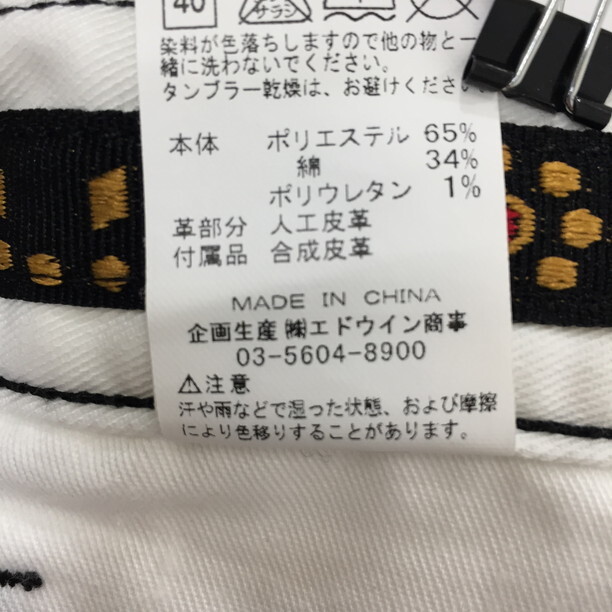 40 サラシ
染料が色落ちしますので他の物と一
緒に洗わないでください。
タンブラー乾燥は、お避けください。
本体 ポリエステル 65%
綿 34%
ポリウレタン 1%
革部分 人工皮革
付属品 合成皮革
MADE IN CHINA
企画生産 ㈱エドウイン商事
03-5604-8900
⚠注意
汗や雨などで湿った状態、および摩擦
により色移りすることがあります。